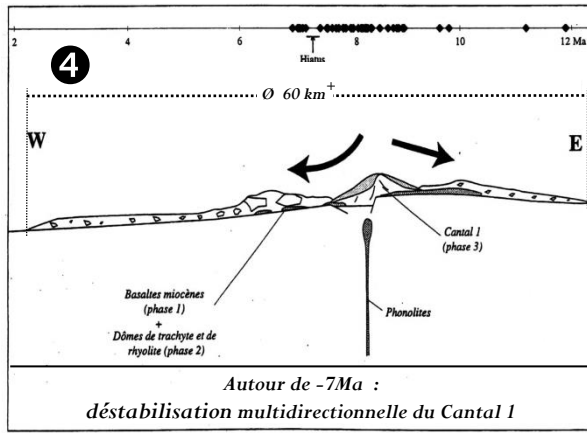 2 4 6 8 10 12 Ma
Hiatus
4
Ø 60 km+
W E
Cantal 1
(phase 3)
Basaltes miocènes
(phase 1)
+
Dômes de trachyte et de
rhyolite (phase 2)
Phonolites
Autour de -7Ma :
déstabilisation multidirectionnelle du Cantal 1